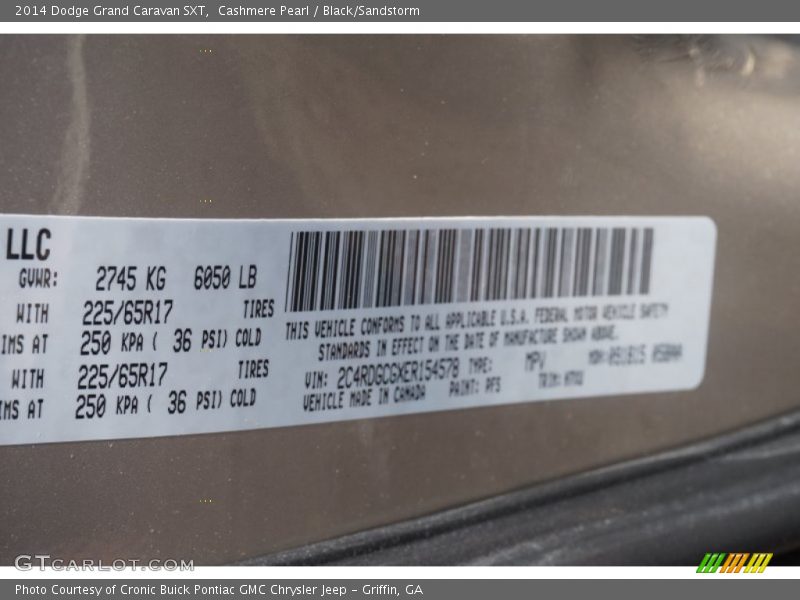 2014 Dodge Grand Caravan SXT,  Cashmere Pearl / Black/Sandstorm
LLC
GVWR: 2745 KG 6050 LB
WITH 225/65R17 TIRES
IMS AT 250 KPA ( 36 PSI) COLD
WITH 225/65R17 TIRES
IMS AT 250 KPA ( 36 PSI) COLD
THIS VEHICLE CONFORMS TO ALL APPLICABLE U.S.A. FEDERAL MOTOR VEHICLE SAFETY
STANDARDS IN EFFECT ON THE DATE OF MANUFACTURE SHOWN ABOVE.
VIN: 2C4RDGCGXER154578 TYPE: MPV
VEHICLE MADE IN CANADA PAINT: PFS TRIM:
GTCARLOT.COM
Photo Courtesy of Cronic Buick Pontiac GMC Chrysler Jeep – Griffin, GA